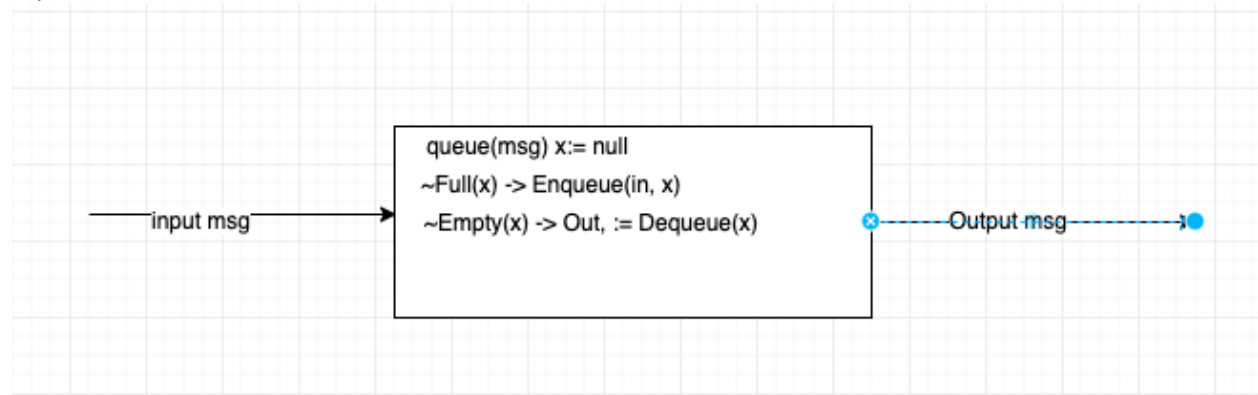 queue(msg) x:= null
~Full(x) -> Enqueue(in, x)
input msg
~Empty(x) -> Out, := Dequeue(x)
Output msg